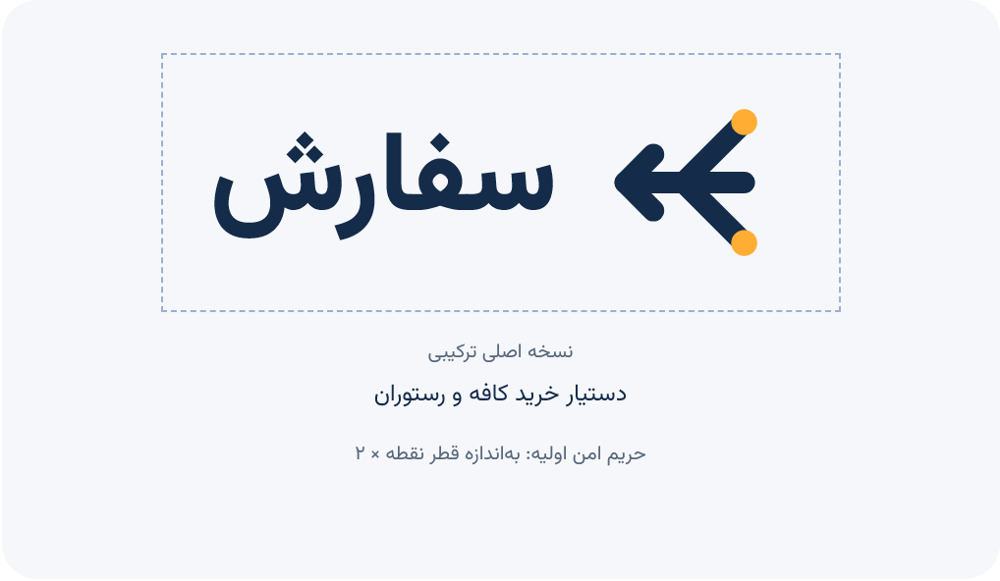 سفارش
نسخه اصلی ترکیبی
دستیار خرید کافه و رستوران
حریم امن اولیه: به‌اندازه قطر نقطه × ۲